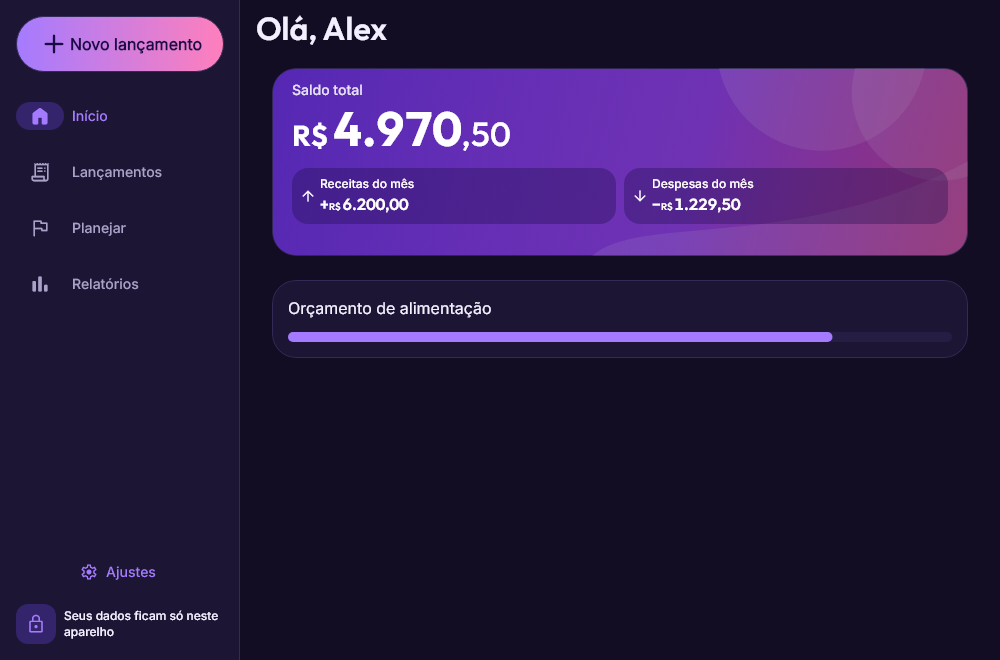 Novo lançamento
Início
Lançamentos
Planejar
Relatórios
Ajustes
Seus dados ficam só neste
aparelho
Olá, Alex
Saldo total
R$ 4.970,50
Receitas do mês
+R$ 6.200,00
Despesas do mês
−R$ 1.229,50
Orçamento de alimentação